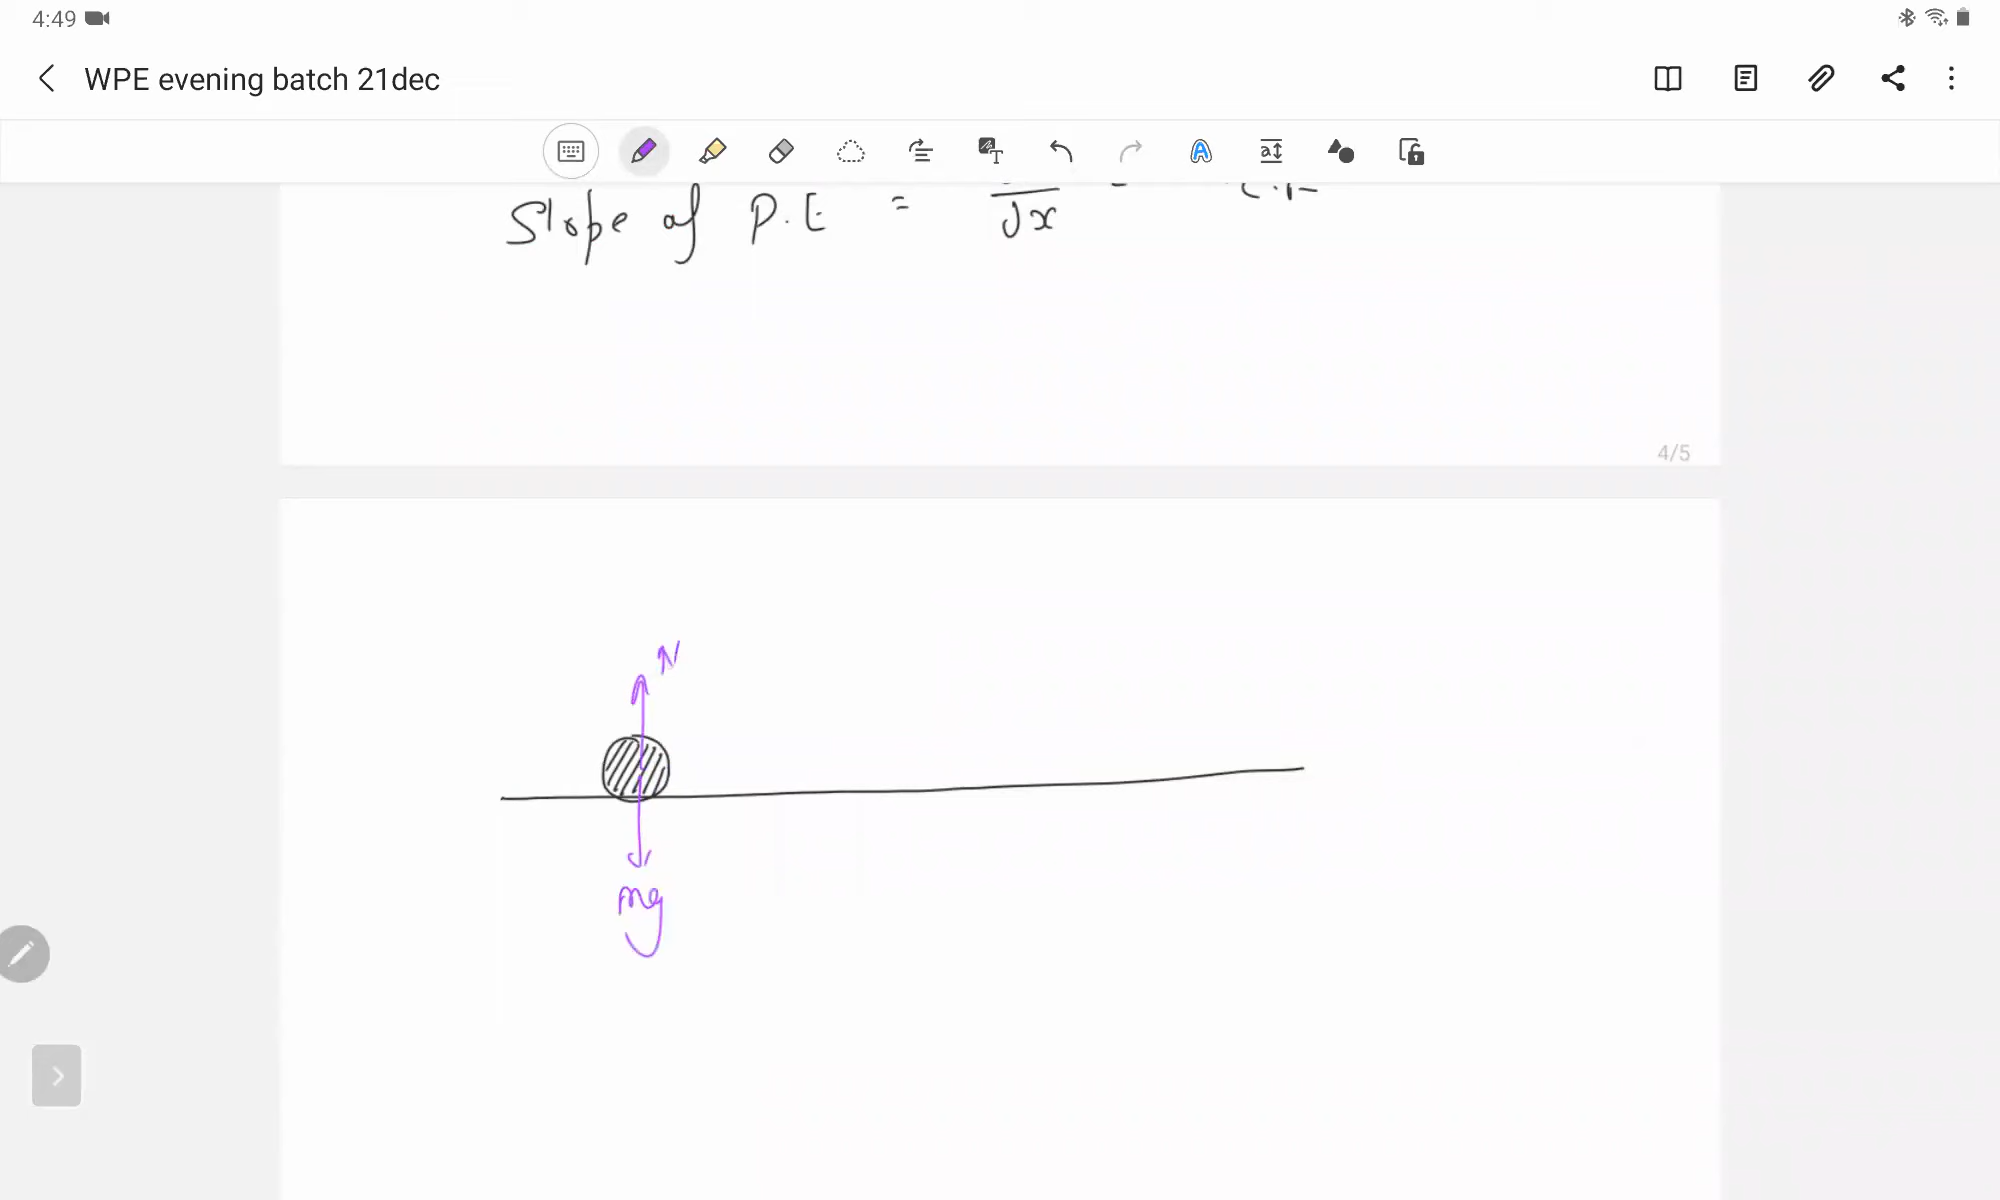 4:49
WPE evening batch 21dec
Slope of P.E =
dx
4/5
N
mg